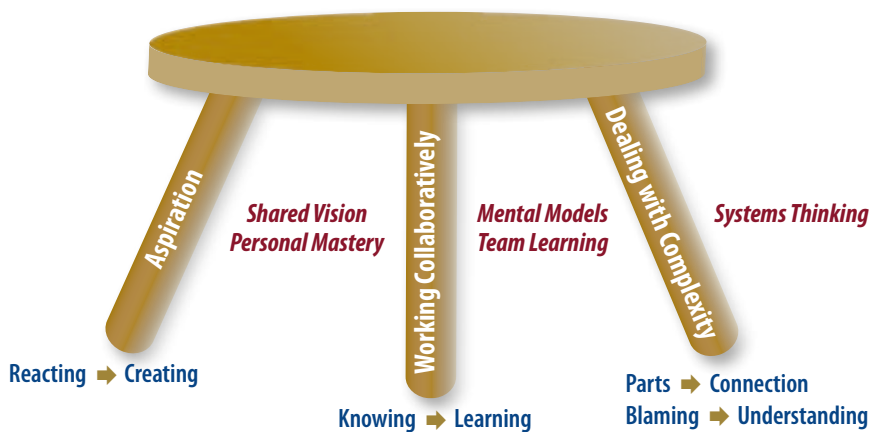 Aspiration
Shared Vision
Personal Mastery
Working Collaboratively
Mental Models
Team Learning
Dealing with Complexity
Systems Thinking
Reacting ➡ Creating
Knowing ➡ Learning
Parts ➡ Connection
Blaming ➡ Understanding